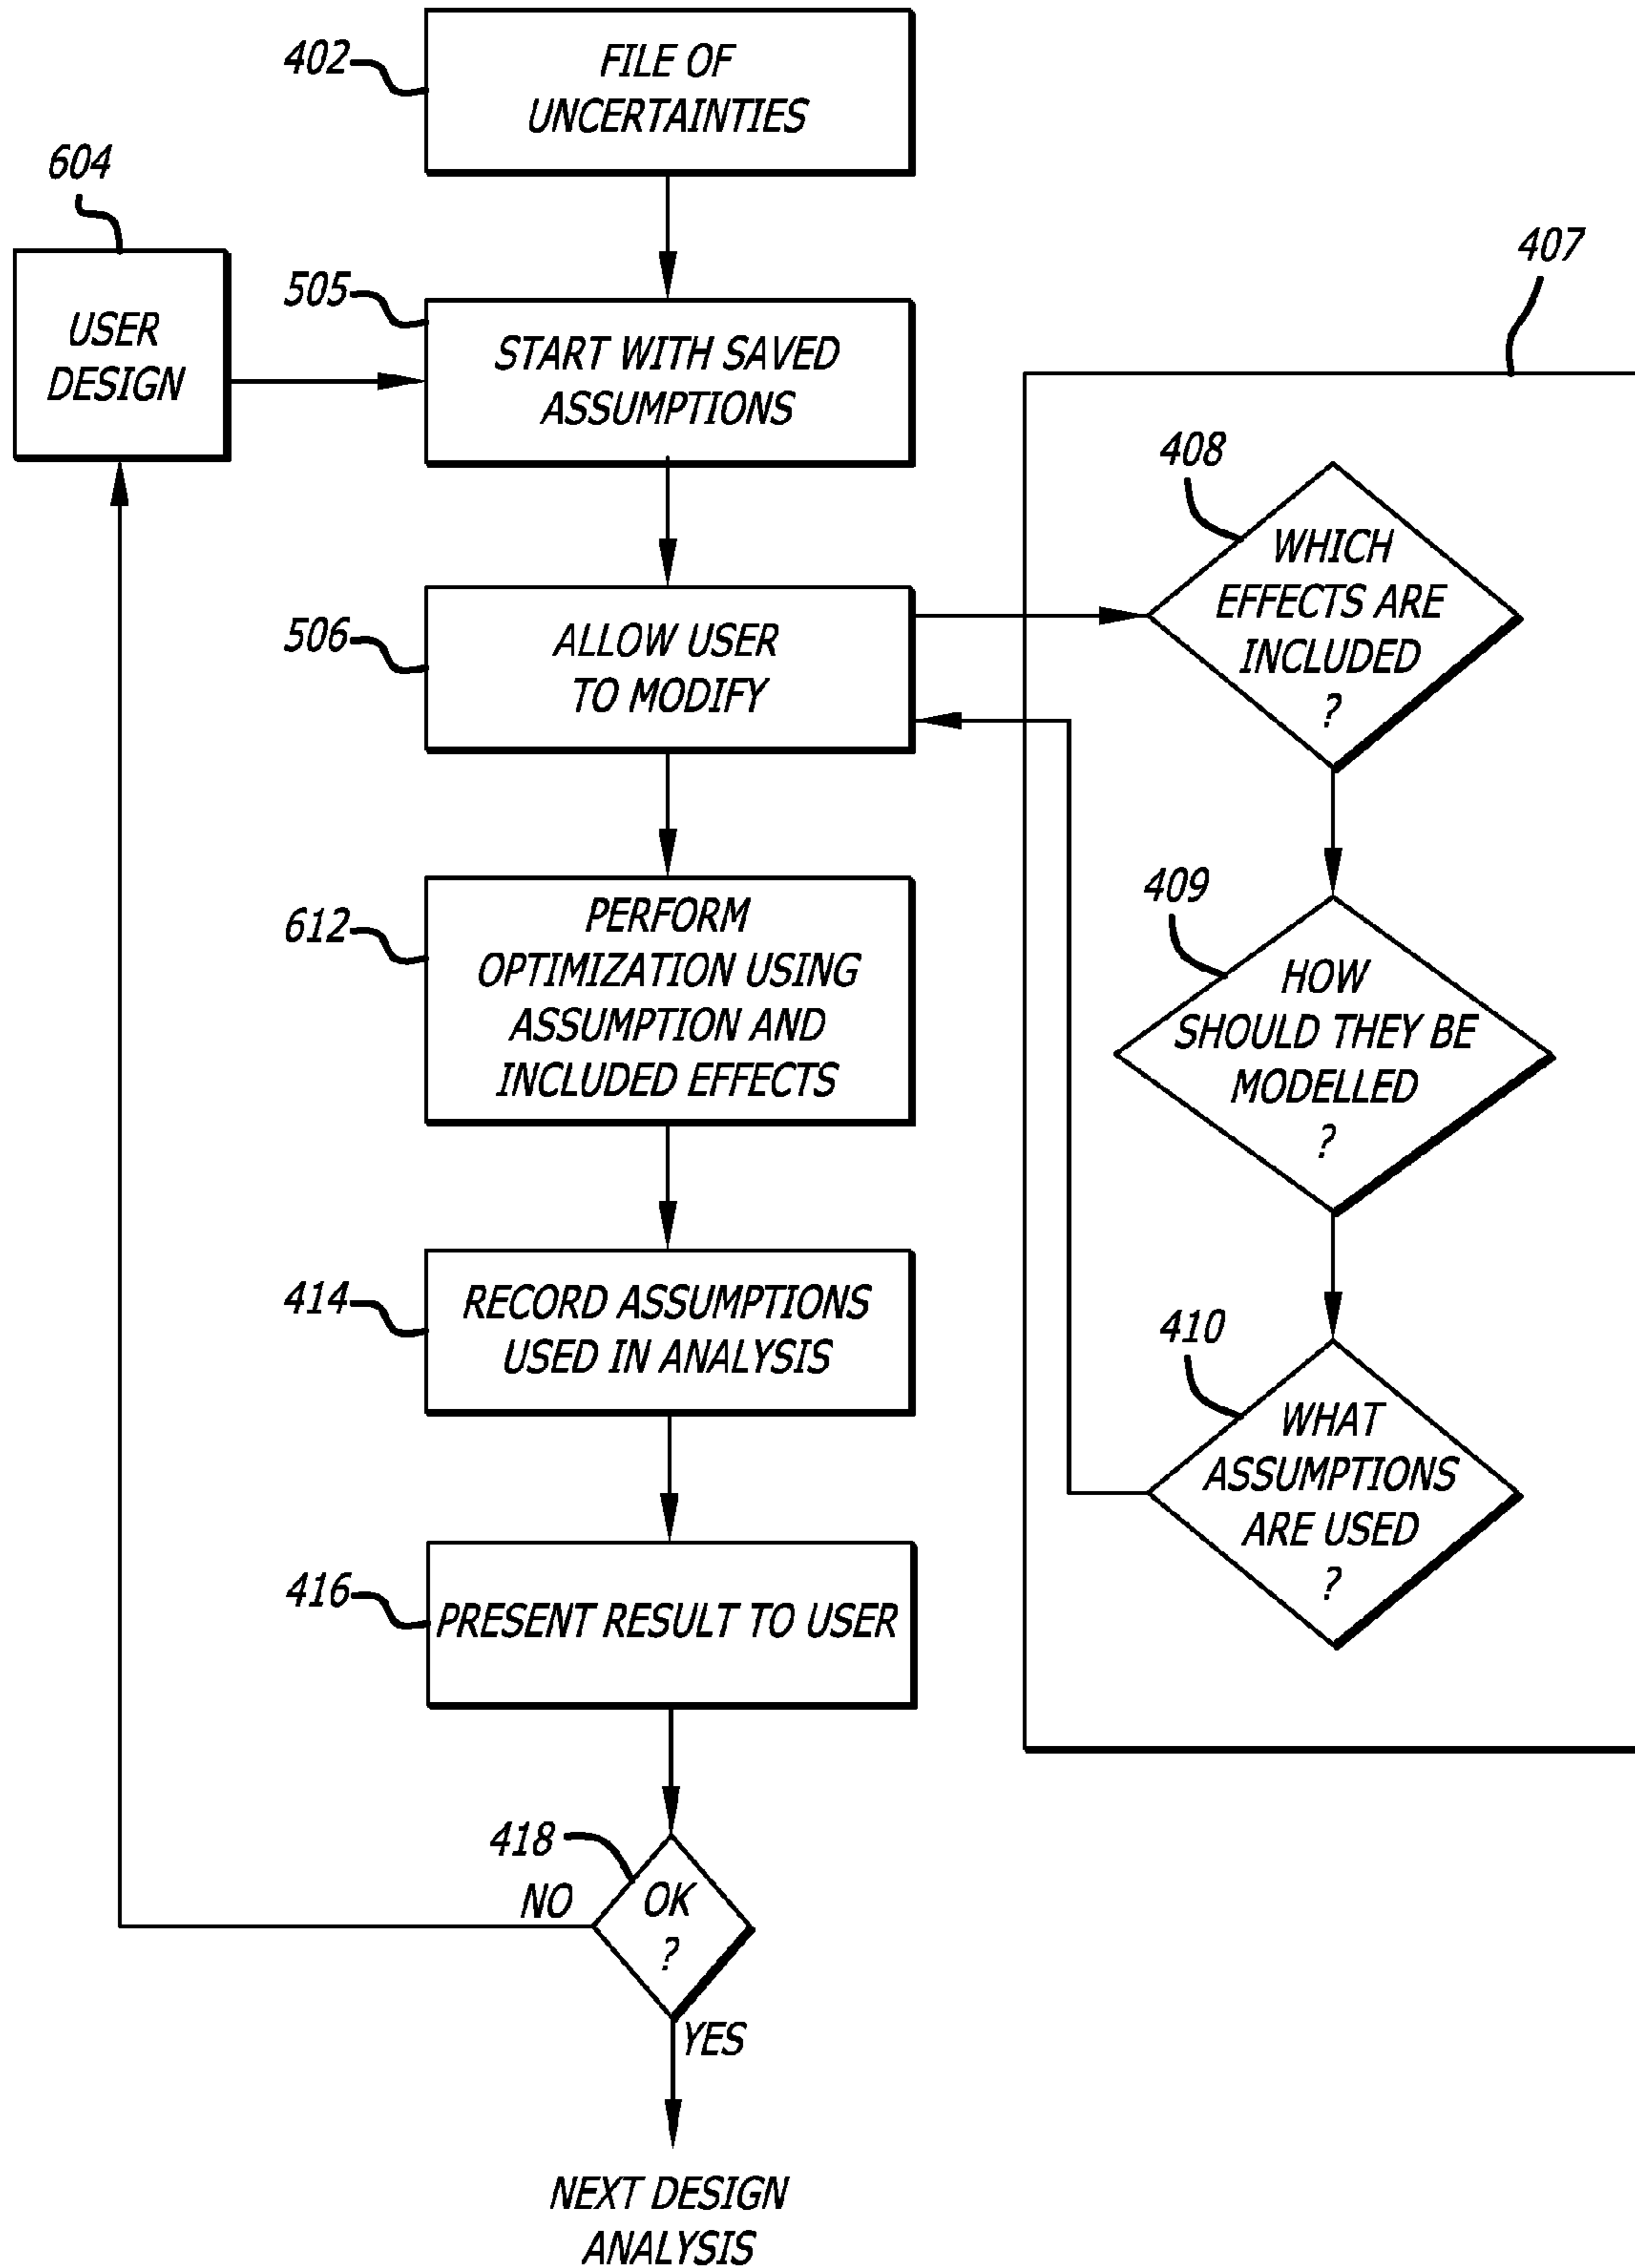 402
FILE OF
UNCERTAINTIES
604
USER
DESIGN
505
START WITH SAVED
ASSUMPTIONS
407
506
ALLOW USER
TO MODIFY
408
WHICH
EFFECTS ARE
INCLUDED
?
612
PERFORM
OPTIMIZATION USING
ASSUMPTION AND
INCLUDED EFFECTS
409
HOW
SHOULD THEY BE
MODELLED
?
414
RECORD ASSUMPTIONS
USED IN ANALYSIS
410
WHAT
ASSUMPTIONS
ARE USED
?
416
PRESENT RESULT TO USER
418
NO
OK
?
YES
NEXT DESIGN
ANALYSIS